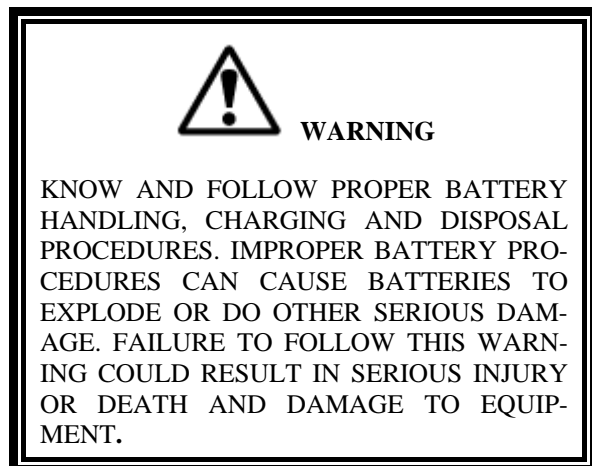 WARNING
KNOW AND FOLLOW PROPER BATTERY
HANDLING, CHARGING AND DISPOSAL
PROCEDURES. IMPROPER BATTERY PRO-
CEDURES CAN CAUSE BATTERIES TO
EXPLODE OR DO OTHER SERIOUS DAM-
AGE. FAILURE TO FOLLOW THIS WARN-
ING COULD RESULT IN SERIOUS INJURY
OR DEATH AND DAMAGE TO EQUIP-
MENT.